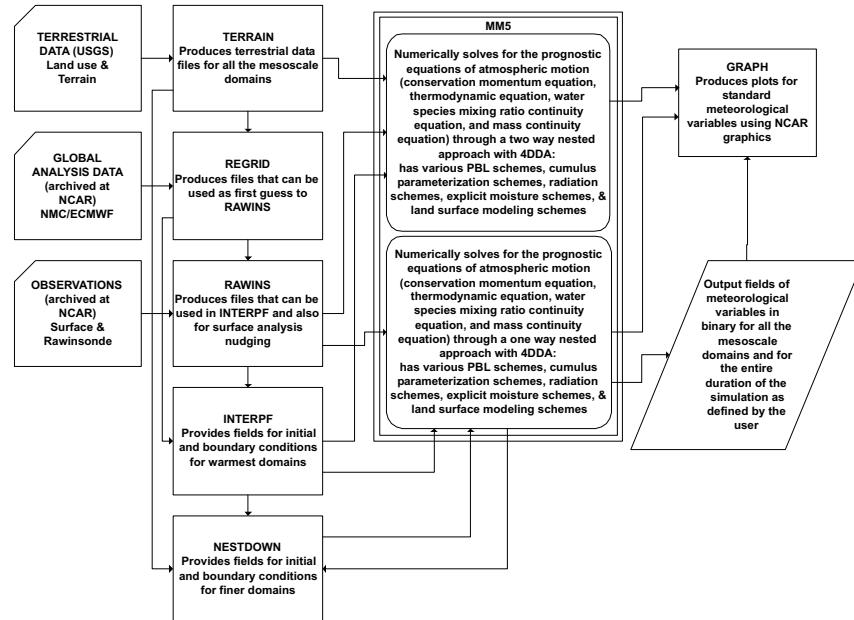 TERRESTRIAL
DATA (USGS)
Land use &
Terrain
TERRAIN
Produces terrestrial data
files for all the mesoscale
domains
GLOBAL
ANALYSIS DATA
(archived at
NCAR)
NMC/ECMWF
REGRID
Produces files that can be
used as first guess to
RAWINS
OBSERVATIONS
(archived at
NCAR)
Surface &
Rawinsonde
RAWINS
Produces files that can be
used in INTERPF and also
for surface analysis
nudging
INTERPF
Provides fields for initial
and boundary conditions
for warmest domains
NESTDOWN
Provides fields for initial
and boundary conditions
for finer domains
MM5
Numerically solves for the prognostic
equations of atmospheric motion
(conservation momentum equation,
thermodynamic equation, water
species mixing ratio continuity
equation, and mass continuity
equation) through a two way nested
approach with 4DDA:
has various PBL schemes, cumulus
parameterization schemes, radiation
schemes, explicit moisture schemes, &
land surface modeling schemes
Numerically solves for the prognostic
equations of atmospheric motion
(conservation momentum equation,
thermodynamic equation, water
species mixing ratio continuity
equation, and mass continuity
equation) through a one way nested
approach with 4DDA:
has various PBL schemes, cumulus
parameterization schemes, radiation
schemes, explicit moisture schemes, &
land surface modeling schemes
GRAPH
Produces plots for
standard
meteorological
variables using NCAR
graphics
Output fields of
meteorological
variables in
binary for all the
mesoscale
domains and for
the entire
duration of the
simulation as
defined by the
user